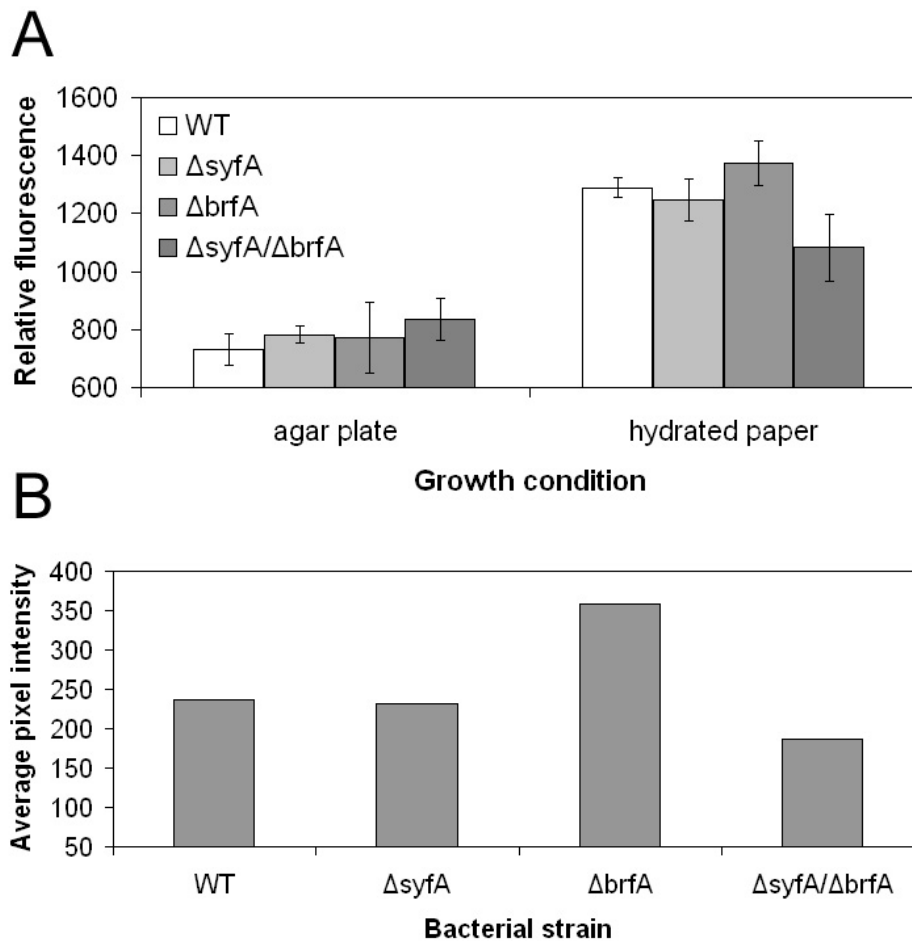 A
Relative fluorescence
1600
1400
1200
1000
800
600
WT
ΔsyfA
ΔbrfA
ΔsyfA/ΔbrfA
agar plate hydrated paper
Growth condition
B
Average pixel intensity
400
350
300
250
200
150
100
50
WT ΔsyfA ΔbrfA ΔsyfA/ΔbrfA
Bacterial strain